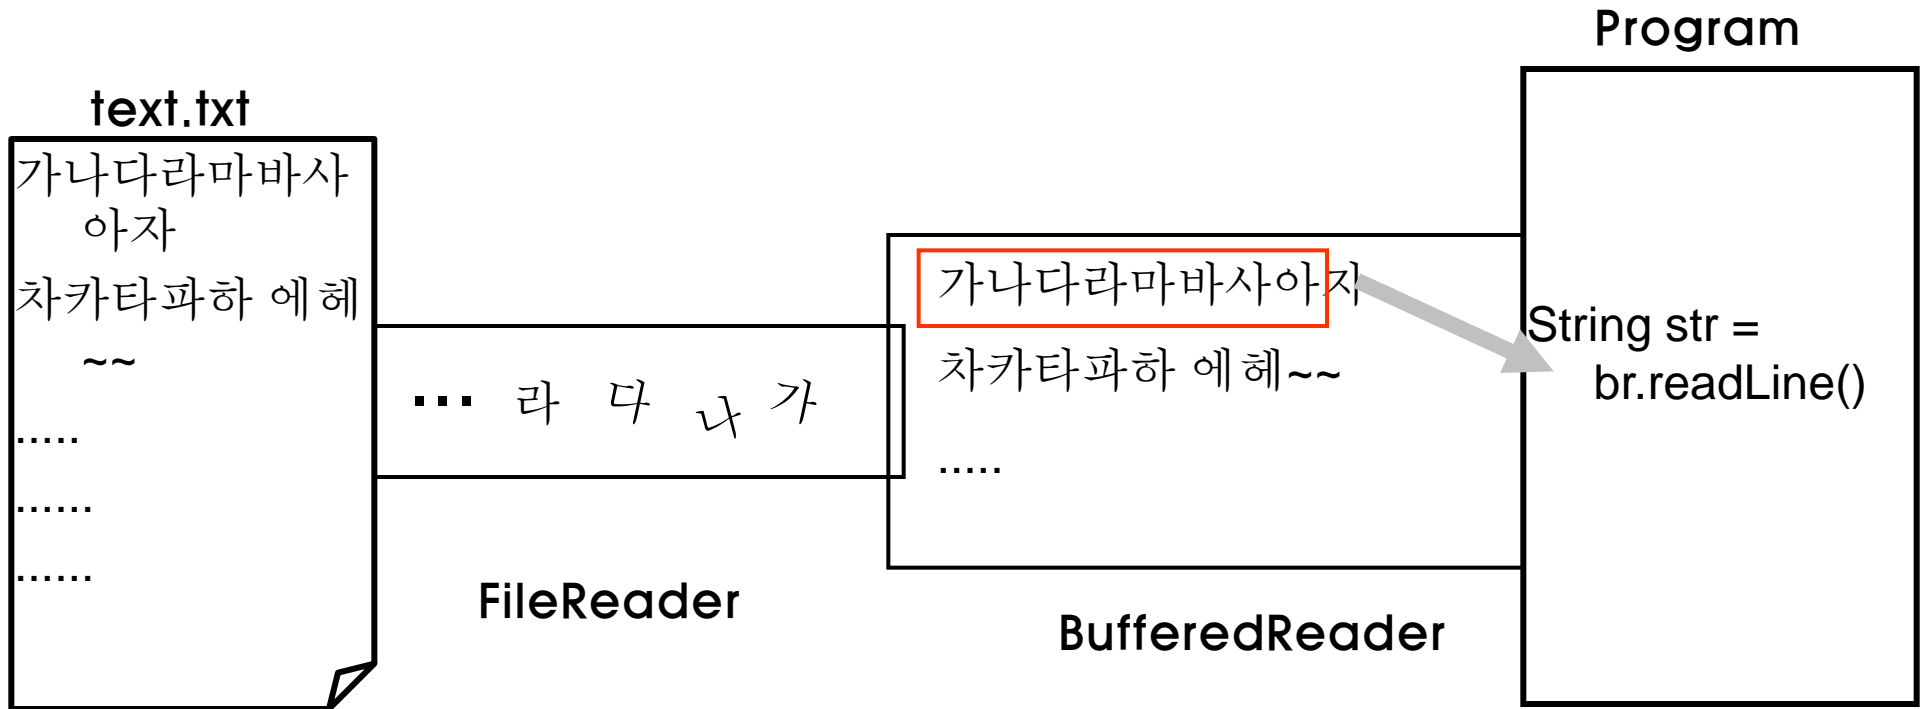 Program
text.txt
가나다라마바사
아자
차카타파하 에헤
~~
.....
......
......
... 라 다 나 가
FileReader
가나다라마바사아자
차카타파하 에헤~~
.....
BufferedReader
String str =
br.readLine()